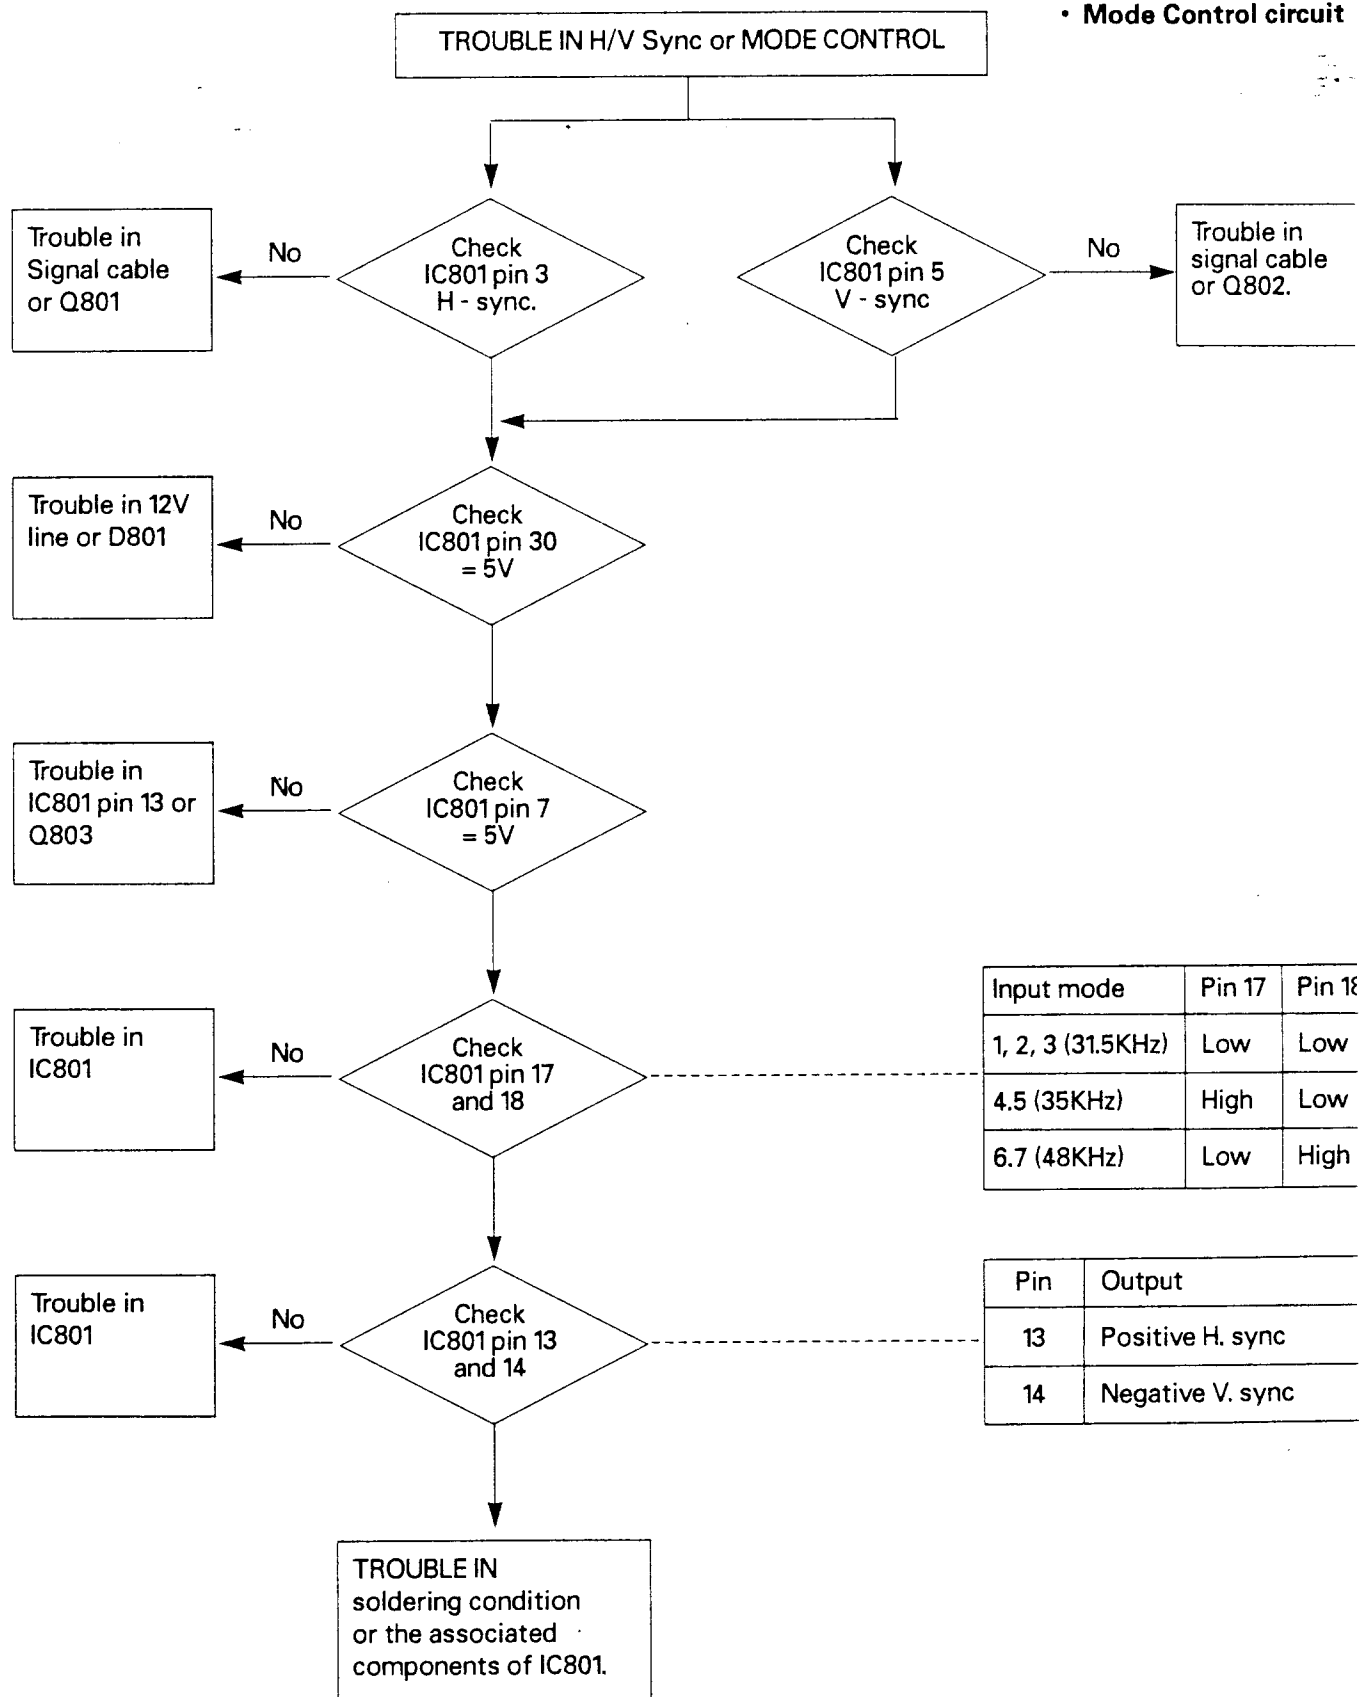 • Mode Control circuit
TROUBLE IN H/V Sync or MODE CONTROL
Trouble in
Signal cable
or Q801
No
Check
IC801 pin 3
H - sync.
Check
IC801 pin 5
V - sync
No
Trouble in
signal cable
or Q802.
Trouble in 12V
line or D801
No
Check
IC801 pin 30
= 5V
Trouble in
IC801 pin 13 or
Q803
No
Check
IC801 pin 7
= 5V
Trouble in
IC801
No
Check
IC801 pin 17
and 18
Input mode Pin 17 Pin 18
1, 2, 3 (31.5KHz) Low Low
4.5 (35KHz) High Low
6.7 (48KHz) Low High
Trouble in
IC801
No
Check
IC801 pin 13
and 14
Pin Output
13 Positive H. sync
14 Negative V. sync
TROUBLE IN
soldering condition
or the associated
components of IC801.